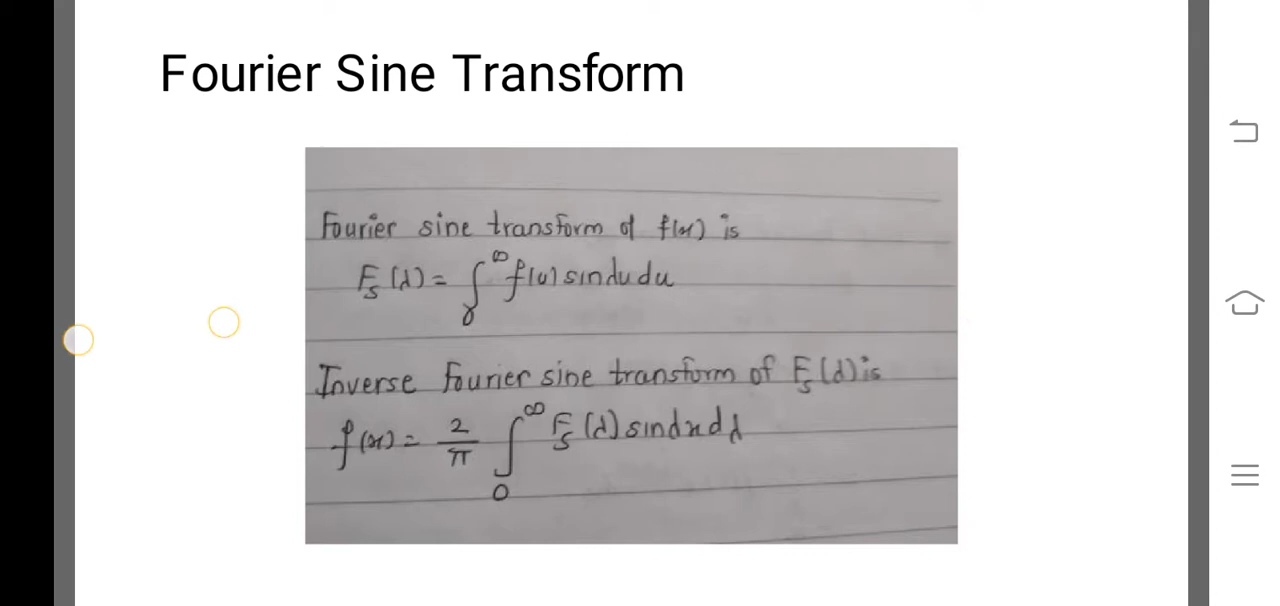 Fourier Sine Transform
Fourier sine transform of f(x) is
Fs(λ) = ∫₀^∞ f(u) sinλu du
Inverse Fourier sine transform of Fs(λ) is
f(x) = 2/π ∫₀^∞ Fs(λ) sinλx dλ